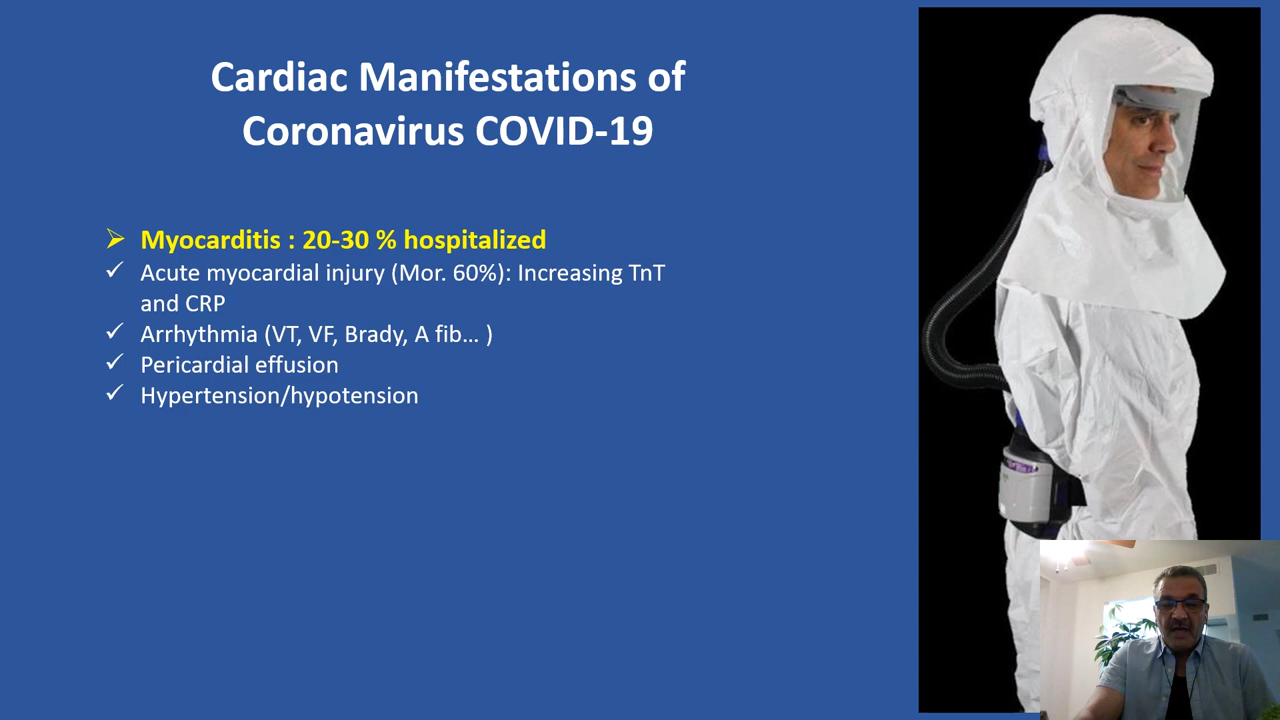 Cardiac Manifestations of
Coronavirus COVID-19
Myocarditis : 20-30 % hospitalized
Acute myocardial injury (Mor. 60%): Increasing TnT
and CRP
Arrhythmia (VT, VF, Brady, A fib... )
Pericardial effusion
Hypertension/hypotension